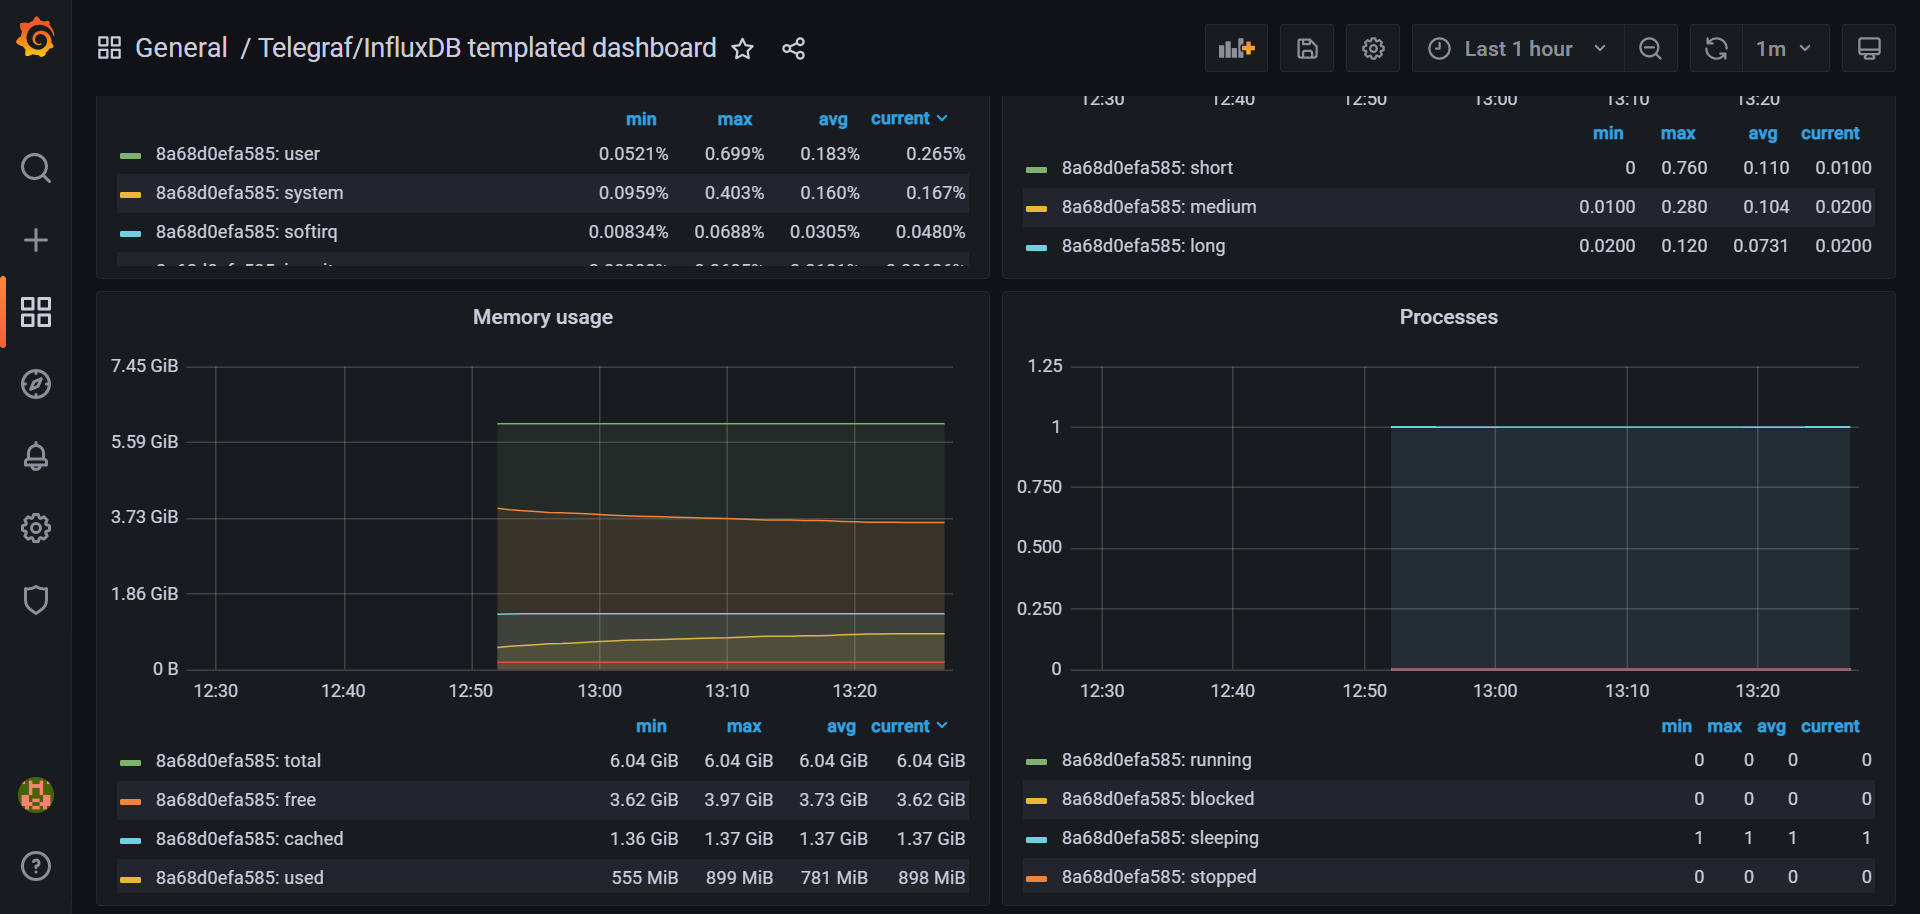 General / Telegraf/InfluxDB templated dashboard
Last 1 hour
1m
min max avg current
8a68d0efa585: user 0.0521% 0.699% 0.183% 0.265%
8a68d0efa585: system 0.0959% 0.403% 0.160% 0.167%
8a68d0efa585: softirq 0.00834% 0.0688% 0.0305% 0.0480%
12:30 12:40 12:50 13:00 13:10 13:20
min max avg current
8a68d0efa585: short 0 0.760 0.110 0.0100
8a68d0efa585: medium 0.0100 0.280 0.104 0.0200
8a68d0efa585: long 0.0200 0.120 0.0731 0.0200
Memory usage
7.45 GiB
5.59 GiB
3.73 GiB
1.86 GiB
0 B
12:30 12:40 12:50 13:00 13:10 13:20
min max avg current
8a68d0efa585: total 6.04 GiB 6.04 GiB 6.04 GiB 6.04 GiB
8a68d0efa585: free 3.62 GiB 3.97 GiB 3.73 GiB 3.62 GiB
8a68d0efa585: cached 1.36 GiB 1.37 GiB 1.37 GiB 1.37 GiB
8a68d0efa585: used 555 MiB 899 MiB 781 MiB 898 MiB
Processes
1.25
1
0.750
0.500
0.250
0
12:30 12:40 12:50 13:00 13:10 13:20
min max avg current
8a68d0efa585: running 0 0 0 0
8a68d0efa585: blocked 0 0 0 0
8a68d0efa585: sleeping 1 1 1 1
8a68d0efa585: stopped 0 0 0 0